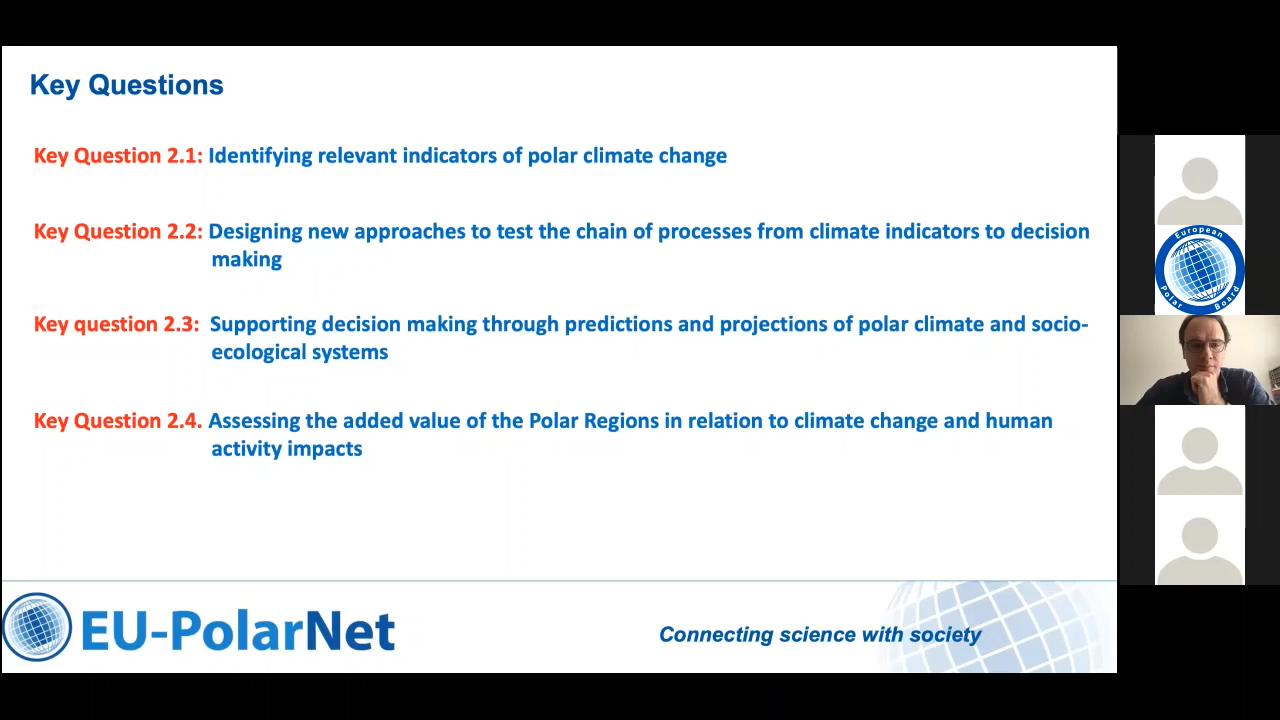 Key Questions
Key Question 2.1: Identifying relevant indicators of polar climate change
Key Question 2.2: Designing new approaches to test the chain of processes from climate indicators to decision
making
Key question 2.3: Supporting decision making through predictions and projections of polar climate and socio-
ecological systems
Key Question 2.4. Assessing the added value of the Polar Regions in relation to climate change and human
activity impacts
European
Polar Board
EU-PolarNet
Connecting science with society